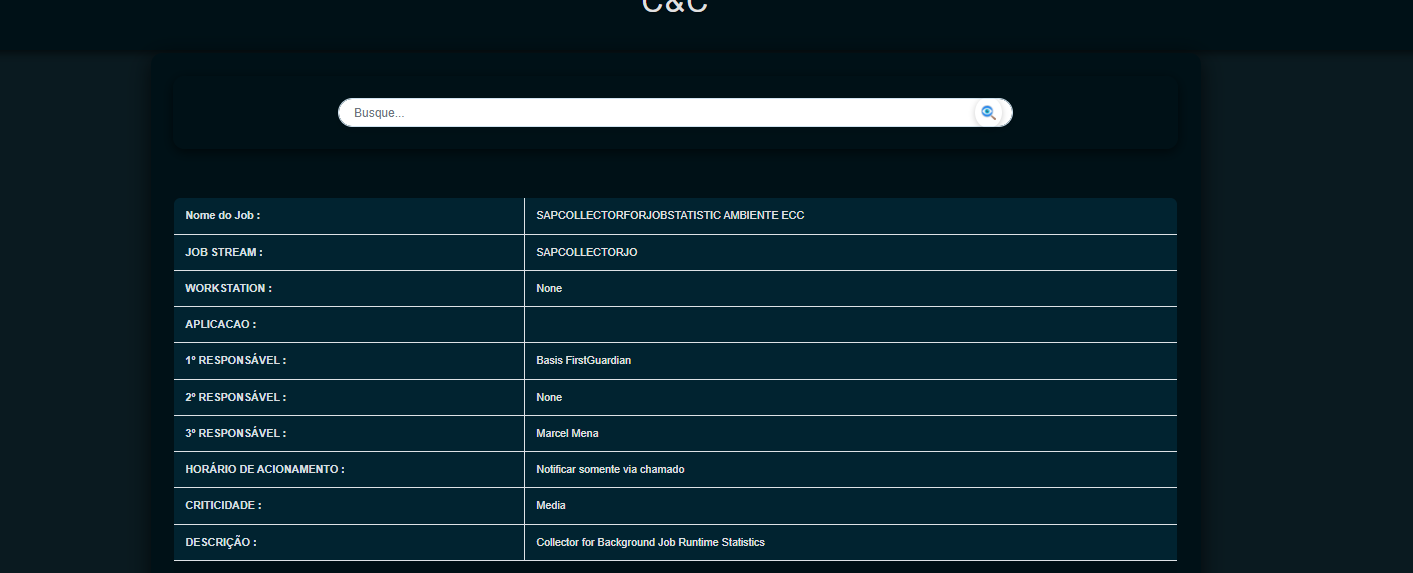 C&C
Busque...
Nome do Job : SAPCOLLECTORFORJOBSTATISTIC AMBIENTE ECC
JOB STREAM : SAPCOLLECTORJO
WORKSTATION : None
APLICACAO :
1º RESPONSÁVEL : Basis FirstGuardian
2º RESPONSÁVEL : None
3º RESPONSÁVEL : Marcel Mena
HORÁRIO DE ACIONAMENTO : Notificar somente via chamado
CRITICIDADE : Media
DESCRIÇÃO : Collector for Background Job Runtime Statistics